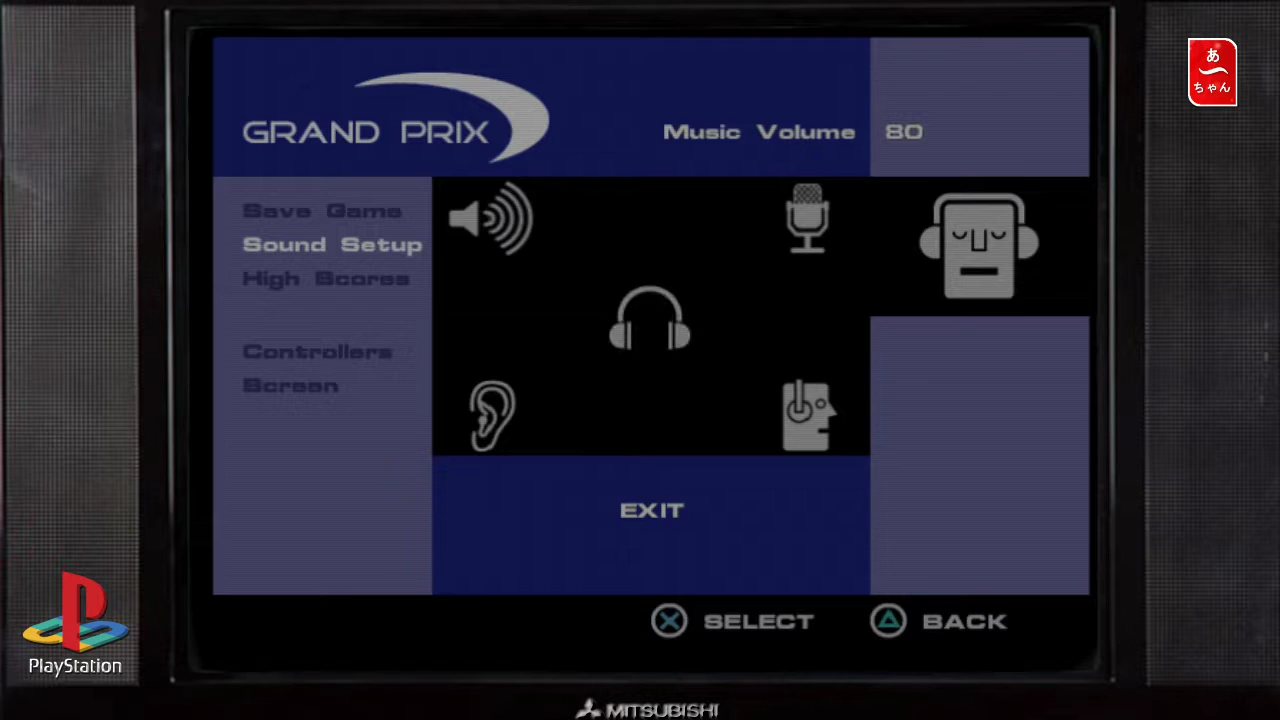 あ
ー
ちゃん
GRAND PRIX
Music Volume 80
Save Game
Sound Setup
High Scores
Controllers
Screen
EXIT
SELECT BACK
PlayStation
MITSUBISHI